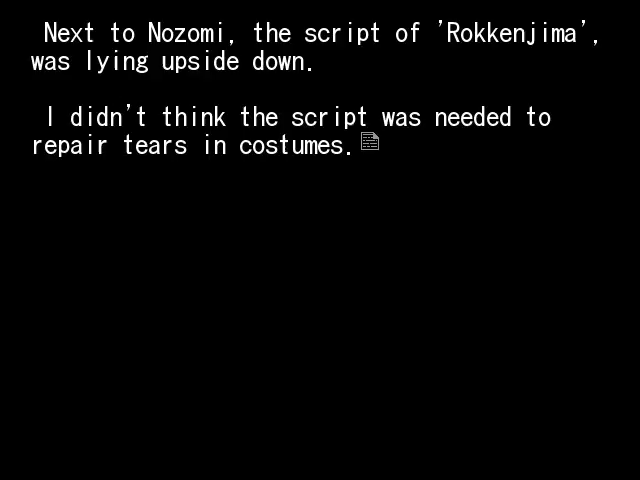 Next to Nozomi, the script of 'Rokkenjima',
was lying upside down.
I didn't think the script was needed to
repair tears in costumes.